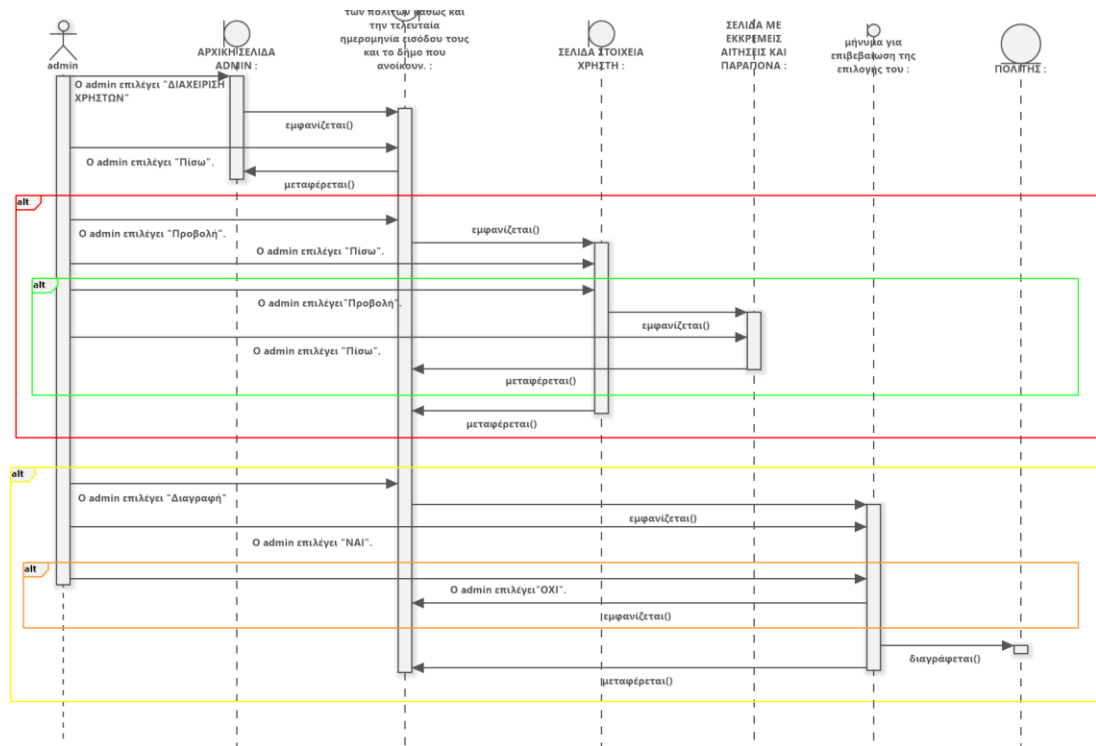 των πολιτών καθώς και
την τελευταία
ημερομηνία εισόδου τους
και το δήμο που
ανοίκουν. :
admin
ΑΡΧΙΚΗ ΣΕΛΙΔΑ
ADMIN :
ΣΕΛΙΔΑ ΣΤΟΙΧΕΙΑ
ΧΡΗΣΤΗ :
ΣΕΛΙΔΑ ΜΕ
ΕΚΚΡΕΜΕΙΣ
ΑΙΤΗΣΕΙΣ ΚΑΙ
ΠΑΡΑΠΟΝΑ :
μήνυμα για
επιβεβαίωση της
επιλογής του :
ΠΟΛΙΤΗΣ :
Ο admin επιλέγει "ΔΙΑΧΕΙΡΙΣΗ
ΧΡΗΣΤΩΝ"
εμφανίζεται()
Ο admin επιλέγει "Πίσω".
μεταφέρεται()
alt
Ο admin επιλέγει "Προβολή".
εμφανίζεται()
Ο admin επιλέγει "Πίσω".
alt
Ο admin επιλέγει"Προβολή".
εμφανίζεται()
Ο admin επιλέγει "Πίσω".
μεταφέρεται()
μεταφέρεται()
alt
Ο admin επιλέγει "Διαγραφή"
εμφανίζεται()
Ο admin επιλέγει "ΝΑΙ".
alt
Ο admin επιλέγει"ΟΧΙ".
εμφανίζεται()
διαγράφεται()
μεταφέρεται()